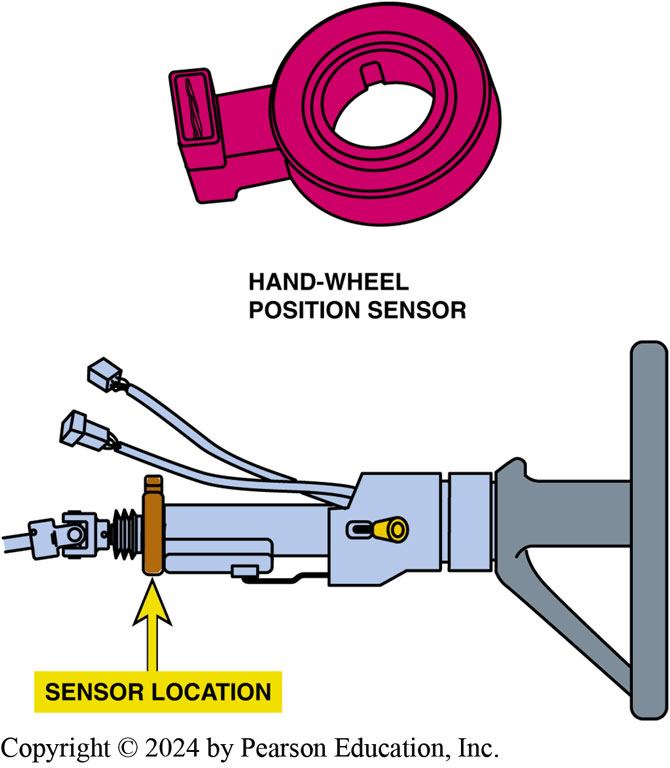 HAND-WHEEL
POSITION SENSOR
SENSOR LOCATION
Copyright © 2024 by Pearson Education, Inc.